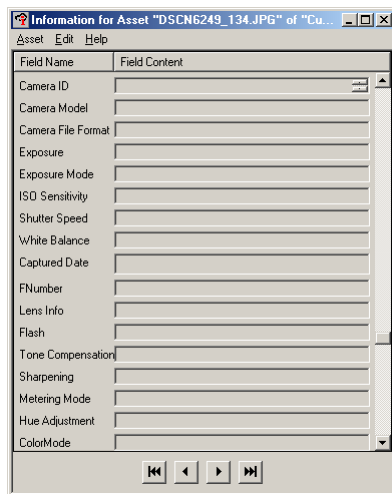 Information for Asset "DSCN6249_134.JPG" of "Cu...
Asset Edit Help
Field Name Field Content
Camera ID
Camera Model
Camera File Format
Exposure
Exposure Mode
ISO Sensitivity
Shutter Speed
White Balance
Captured Date
FNumber
Lens Info
Flash
Tone Compensation
Sharpening
Metering Mode
Hue Adjustment
ColorMode